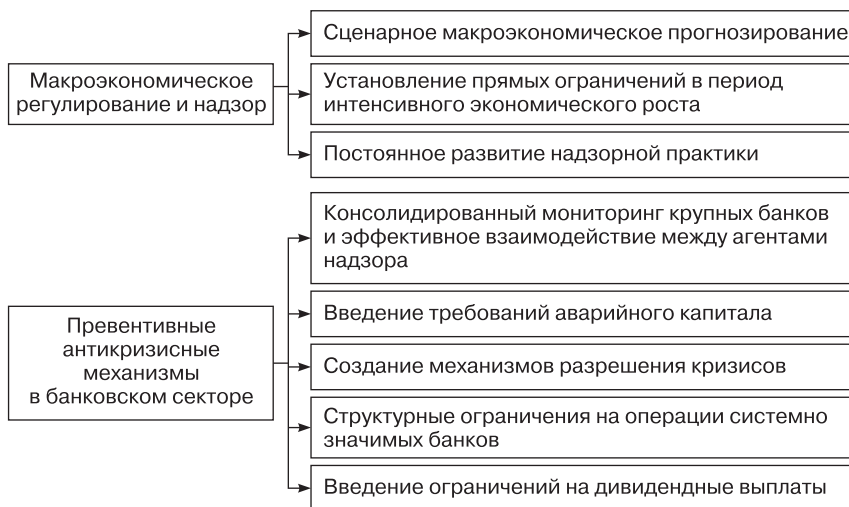 Макроэкономическое
регулирование и надзор
Сценарное макроэкономическое прогнозирование
Установление прямых ограничений в период
интенсивного экономического роста
Постоянное развитие надзорной практики
Превентивные
антикризисные
механизмы
в банковском секторе
Консолидированный мониторинг крупных банков
и эффективное взаимодействие между агентами
надзора
Введение требований аварийного капитала
Создание механизмов разрешения кризисов
Структурные ограничения на операции системно
значимых банков
Введение ограничений на дивидендные выплаты